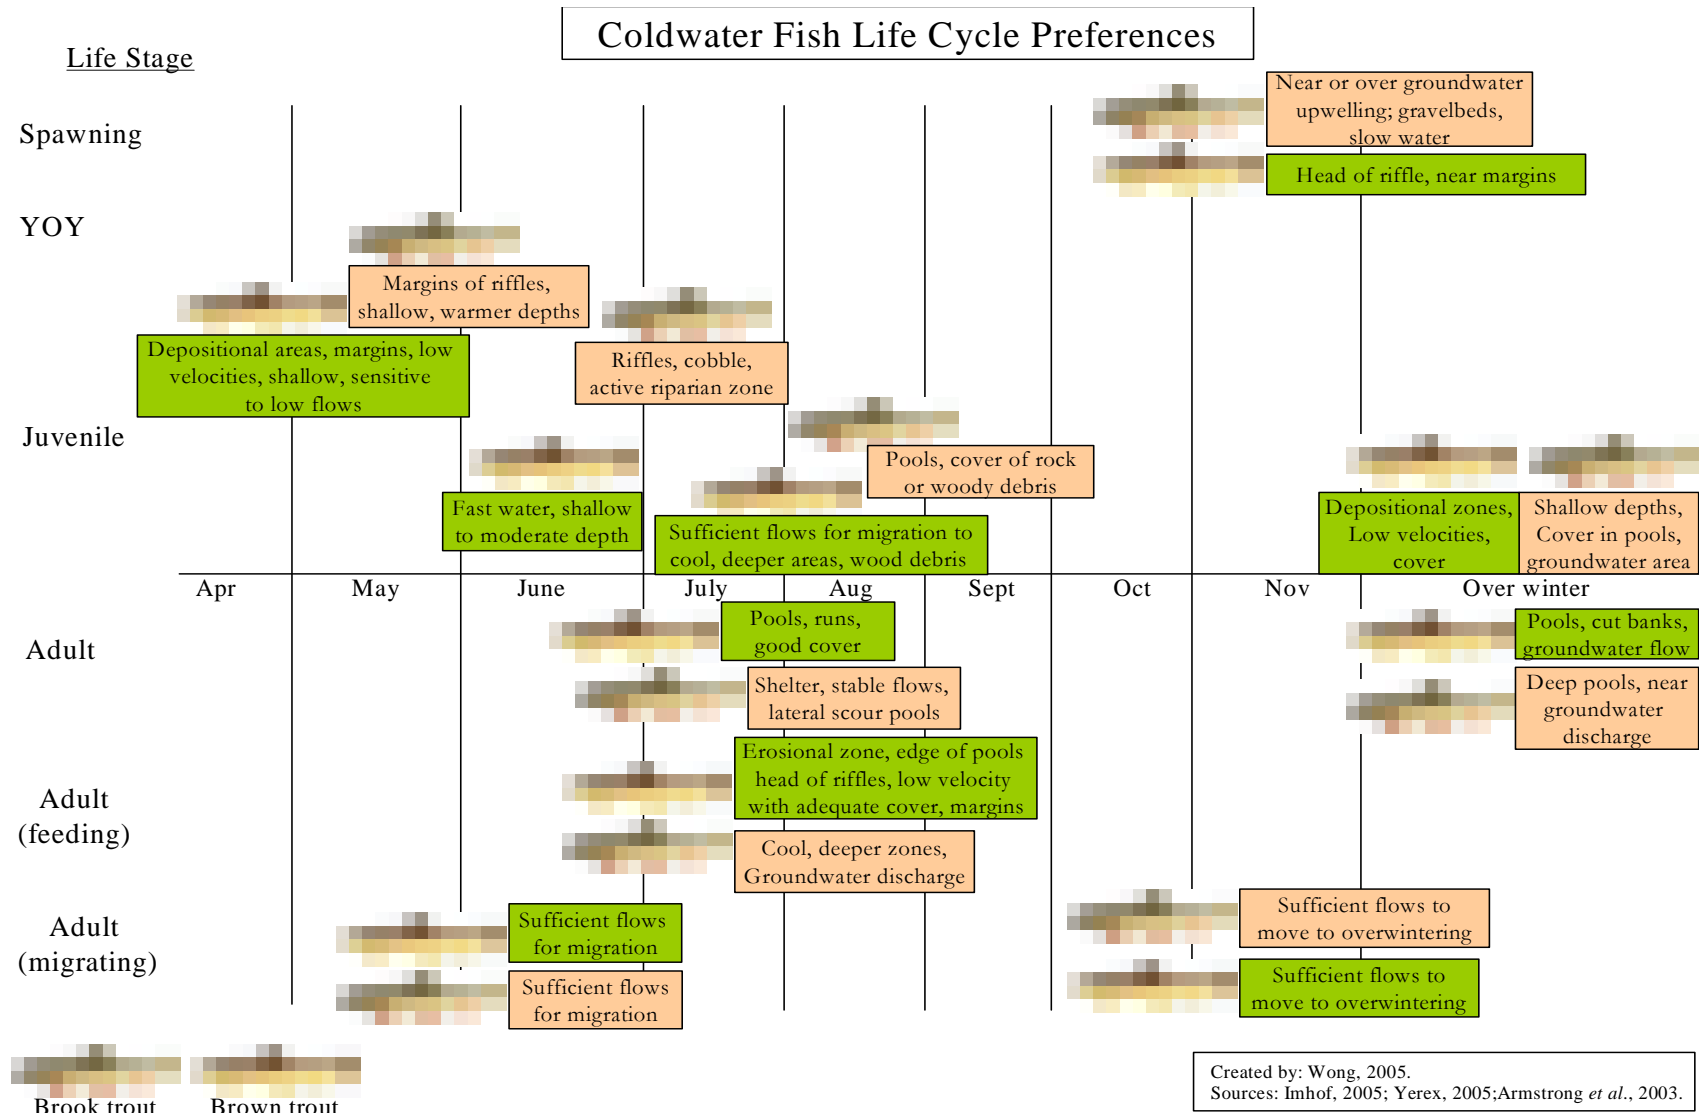 Coldwater Fish Life Cycle Preferences
Life Stage
Spawning
Near or over groundwater
upwelling; gravelbeds,
slow water
Head of riffle, near margins
YOY
Margins of riffles,
shallow, warmer depths
Depositional areas, margins, low
velocities, shallow, sensitive
to low flows
Riffles, cobble,
active riparian zone
Juvenile
Pools, cover of rock
or woody debris
Fast water, shallow
to moderate depth
Sufficient flows for migration to
cool, deeper areas, wood debris
Depositional zones,
Low velocities,
cover
Shallow depths,
Cover in pools,
groundwater area
Apr May June July Aug Sept Oct Nov Over winter
Adult
Pools, runs,
good cover
Shelter, stable flows,
lateral scour pools
Pools, cut banks,
groundwater flow
Deep pools, near
groundwater
discharge
Adult
(feeding)
Erosional zone, edge of pools
head of riffles, low velocity
with adequate cover, margins
Cool, deeper zones,
Groundwater discharge
Adult
(migrating)
Sufficient flows
for migration
Sufficient flows
for migration
Sufficient flows to
move to overwintering
Sufficient flows to
move to overwintering
Brook trout
Brown trout
Created by: Wong, 2005.
Sources: Imhof, 2005; Yerex, 2005;Armstrong et al., 2003.